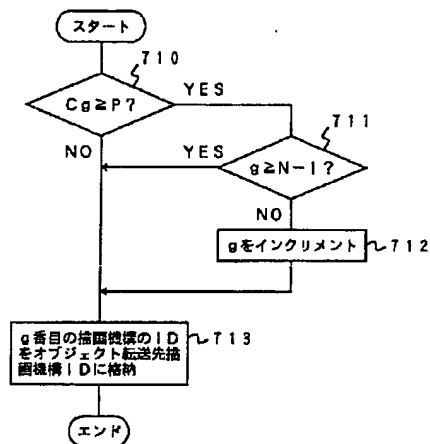 スタート
710
Cg≧P?
YES
NO
711
YES
g≧N-1?
NO
gをインクリメント
712
g番目の描画機構のID
をオブジェクト転送先描
画機構IDに格納
713
エンド